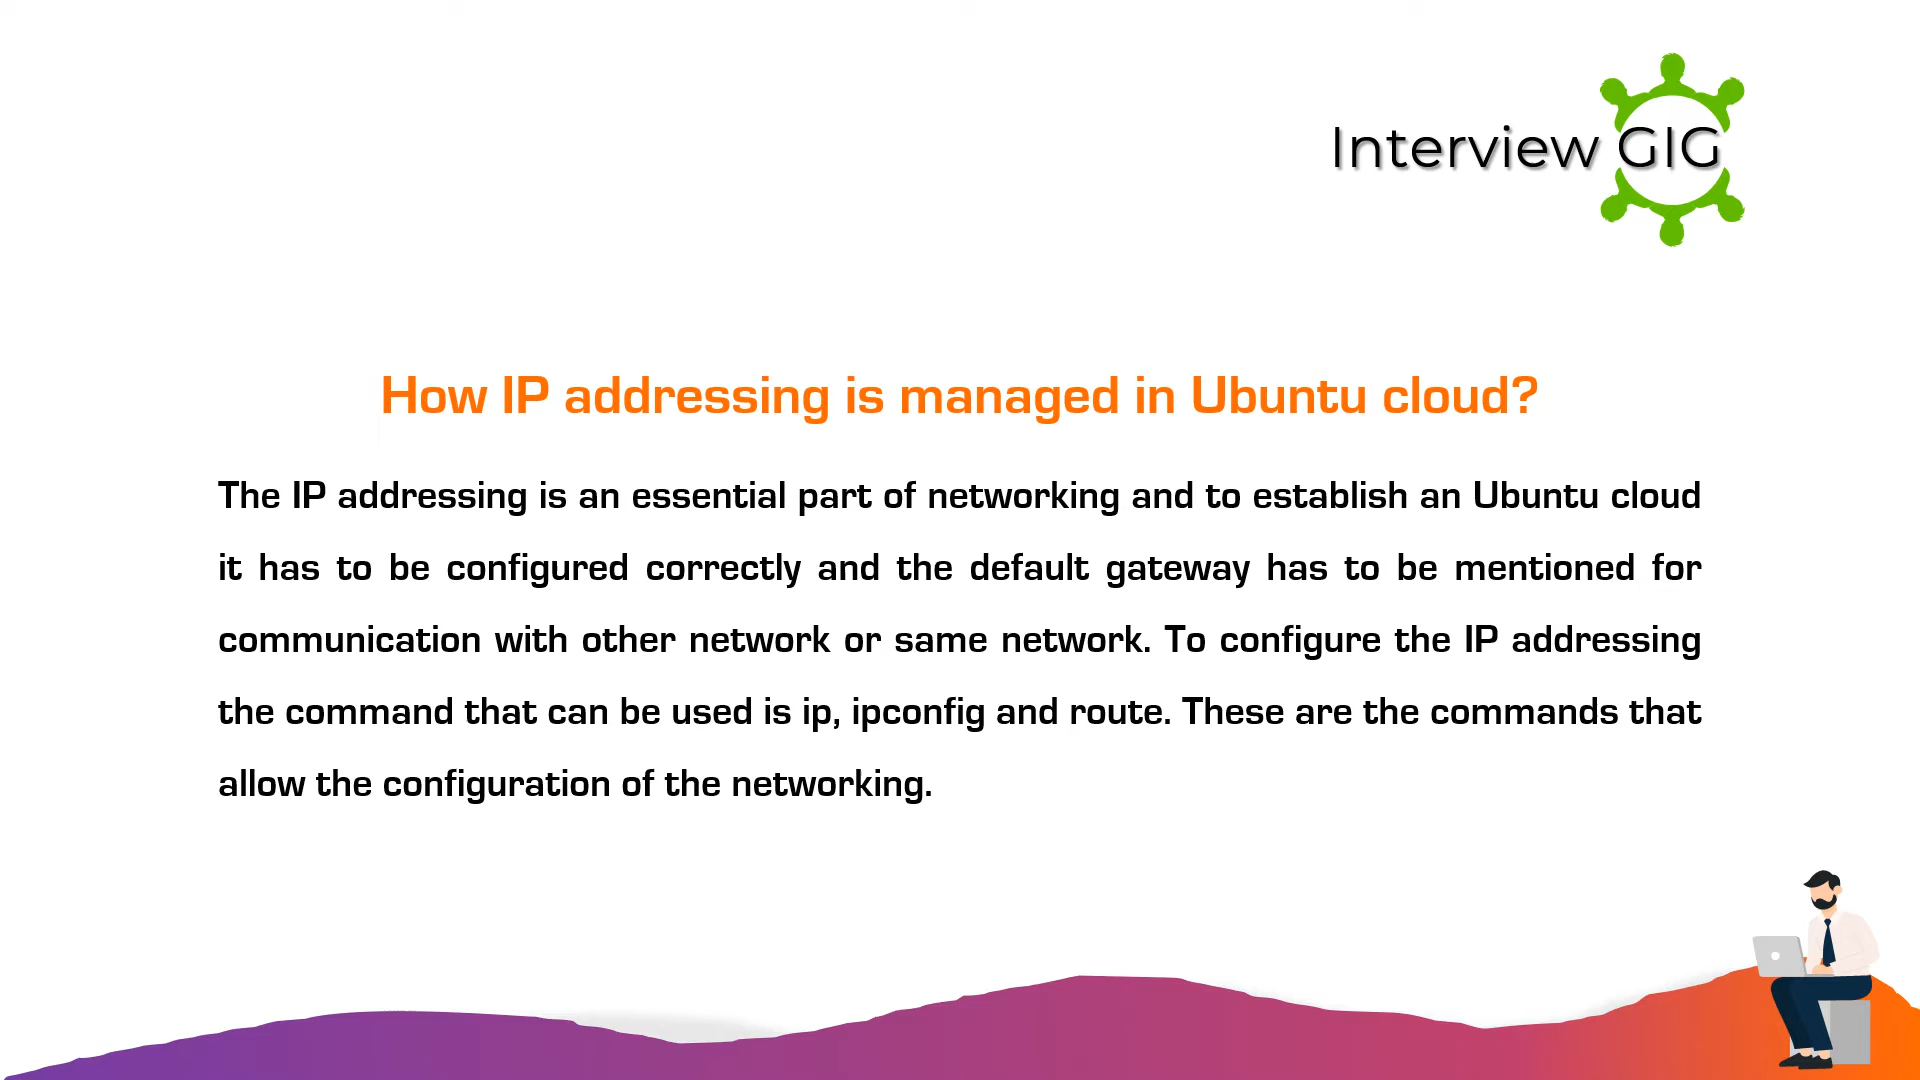 Interview GIG
How IP addressing is managed in Ubuntu cloud?
The IP addressing is an essential part of networking and to establish an Ubuntu cloud
it has to be configured correctly and the default gateway has to be mentioned for
communication with other network or same network. To configure the IP addressing
the command that can be used is ip, ipconfig and route. These are the commands that
allow the configuration of the networking.